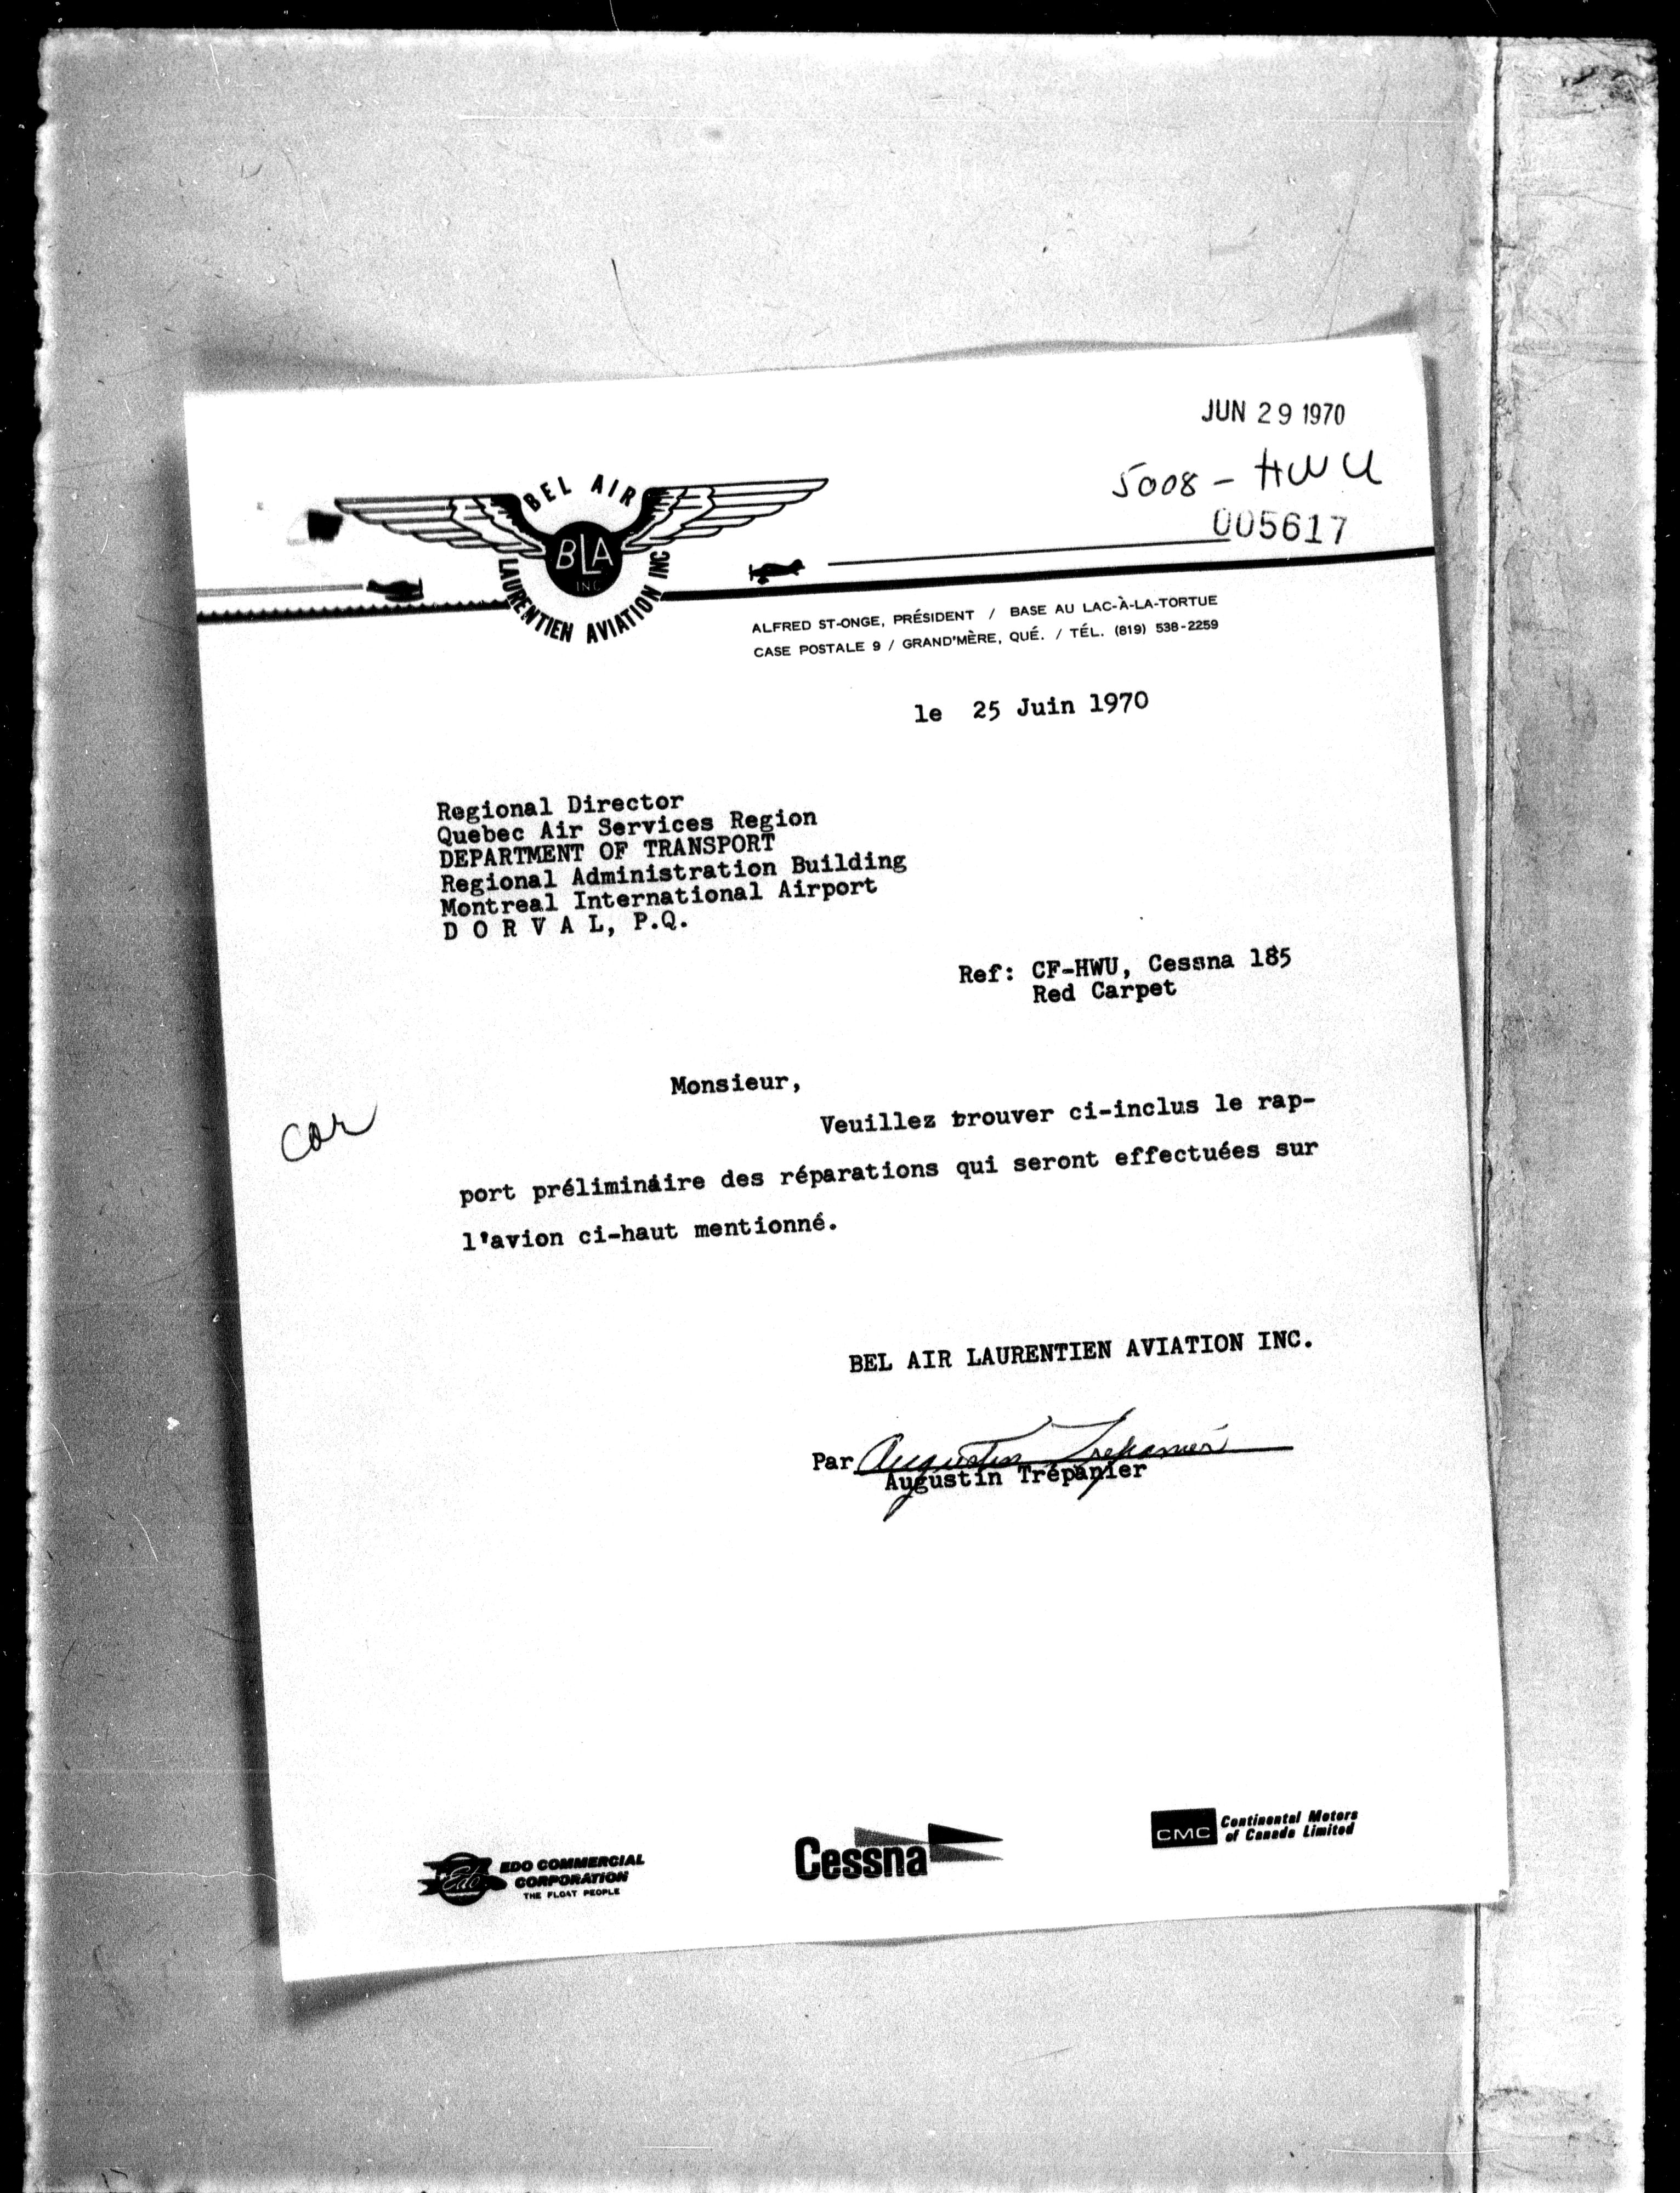 JUN 29 1970
5008 - HWU
005617
BEL AIR
BLA
INC
LAURENTIEN AVIATION INC
ALFRED ST-ONGE, PRÉSIDENT / BASE AU LAC-À-LA-TORTUE
CASE POSTALE 9 / GRAND'MÈRE, QUÉ. / TÉL. (819) 538-2259
le 25 Juin 1970
Regional Director
Quebec Air Services Region
DEPARTMENT OF TRANSPORT
Regional Administration Building
Montreal International Airport
D O R V A L, P.Q.
Ref: CF-HWU, Cessna 185
Red Carpet
Monsieur,
Veuillez trouver ci-inclus le rap-
port préliminaire des réparations qui seront effectuées sur
l'avion ci-haut mentionné.
BEL AIR LAURENTIEN AVIATION INC.
Par Augustin Trepanier
Augustin Trépanier
Edo EDO COMMERCIAL
CORPORATION
THE FLOAT PEOPLE
Cessna
CMC Continental Motors
of Canada Limited